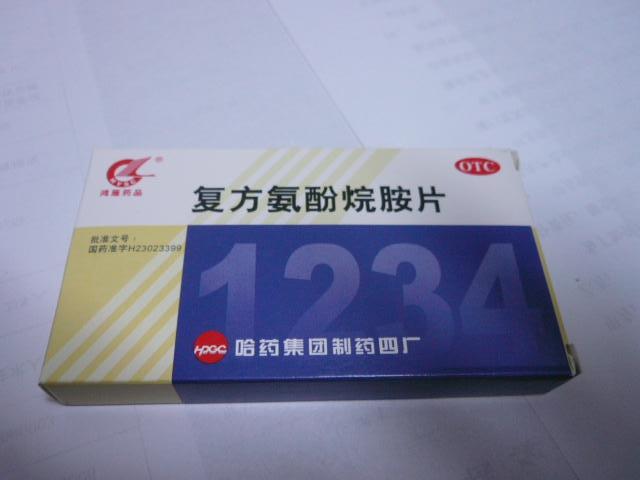 鸿雁药品
®
OTC
复方氨酚烷胺片
批准文号：
国药准字H23023399
1234
HPGC 哈药集团制药四厂